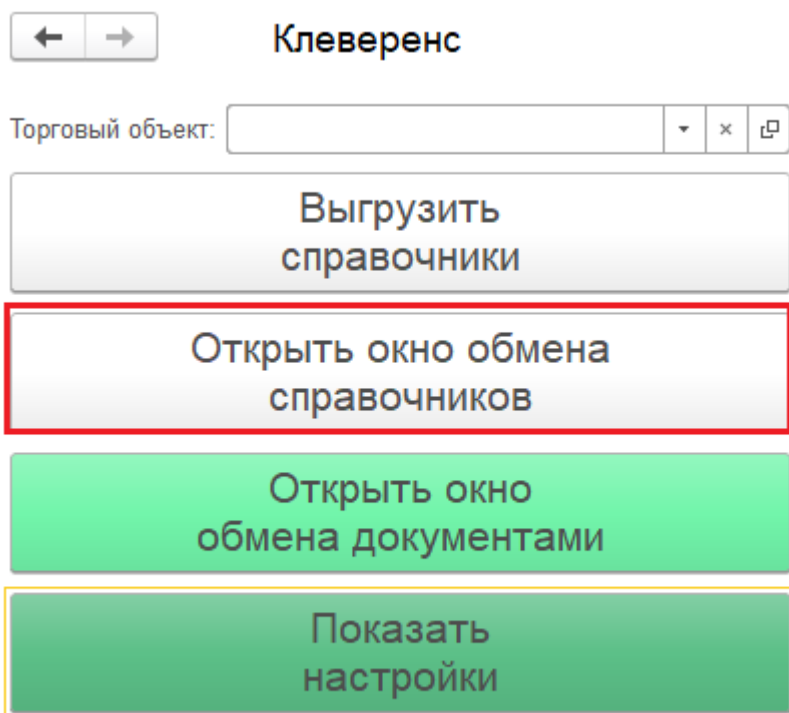 Клеверенс
Торговый объект:
Выгрузить
справочники
Открыть окно обмена
справочников
Открыть окно
обмена документами
Показать
настройки